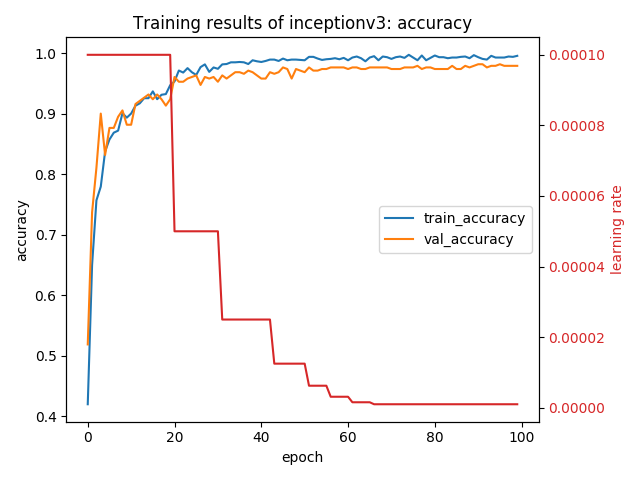 Training results of inceptionv3: accuracy
1.0
0.9
0.8
0.7
0.6
0.5
0.4
accuracy
0.00010
0.00008
0.00006
0.00004
0.00002
0.00000
learning rate
train_accuracy
val_accuracy
0 20 40 60 80 100
epoch